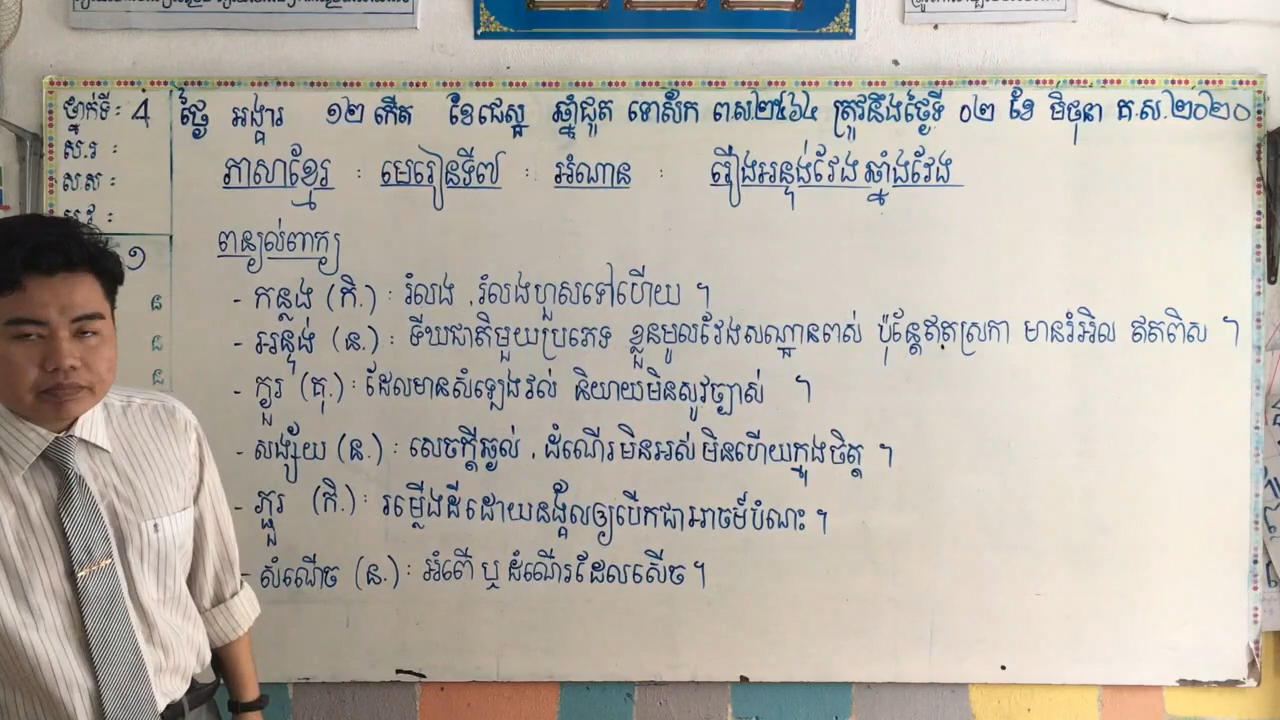 ថ្នាក់ទី: 4
ស.រ :
ស.ស :
ថ្ងៃ អង្គារ ១២ កើត ខែជេស្ឋ ឆ្នាំជូត ទោស័ក ព.ស.២៥៦៤ ត្រូវនឹងថ្ងៃទី ០២ ខែ មិថុនា គ.ស.២០២០
ភាសាខ្មែរ : មេរៀនទី៧ : អំណាន : រឿងអន្ទង់វែង ឆ្នាំងវែង
ពន្យល់ពាក្យ
- កន្លង (កិ.) : រំលង , រំលងហួសទៅហើយ ។
- អន្ទង់ (ន.) : ទីឃជាតិមួយប្រភេទ ខ្លួនមូលវែងសណ្ឋានពស់ ប៉ុន្តែឥតស្រកា មានរំអិល ឥតពិស ។
- ក្ងួរ (គុ.) : ដែលមានសំឡេងវល់ និយាយមិនសូវច្បាស់ ។
- សង្ស័យ (ន.) : សេចក្ដីឆ្ងល់ , ដំណើរមិនអស់ មិនហើយក្នុងចិត្ត ។
- ភ្ជួរ (កិ.) : រម្លើងដីដោយនង្គ័លឲ្យបើកជាអាចម៍បំណះ ។
- សំណើច (ន.) : អំពើ ឬ ដំណើរដែលសើច ។